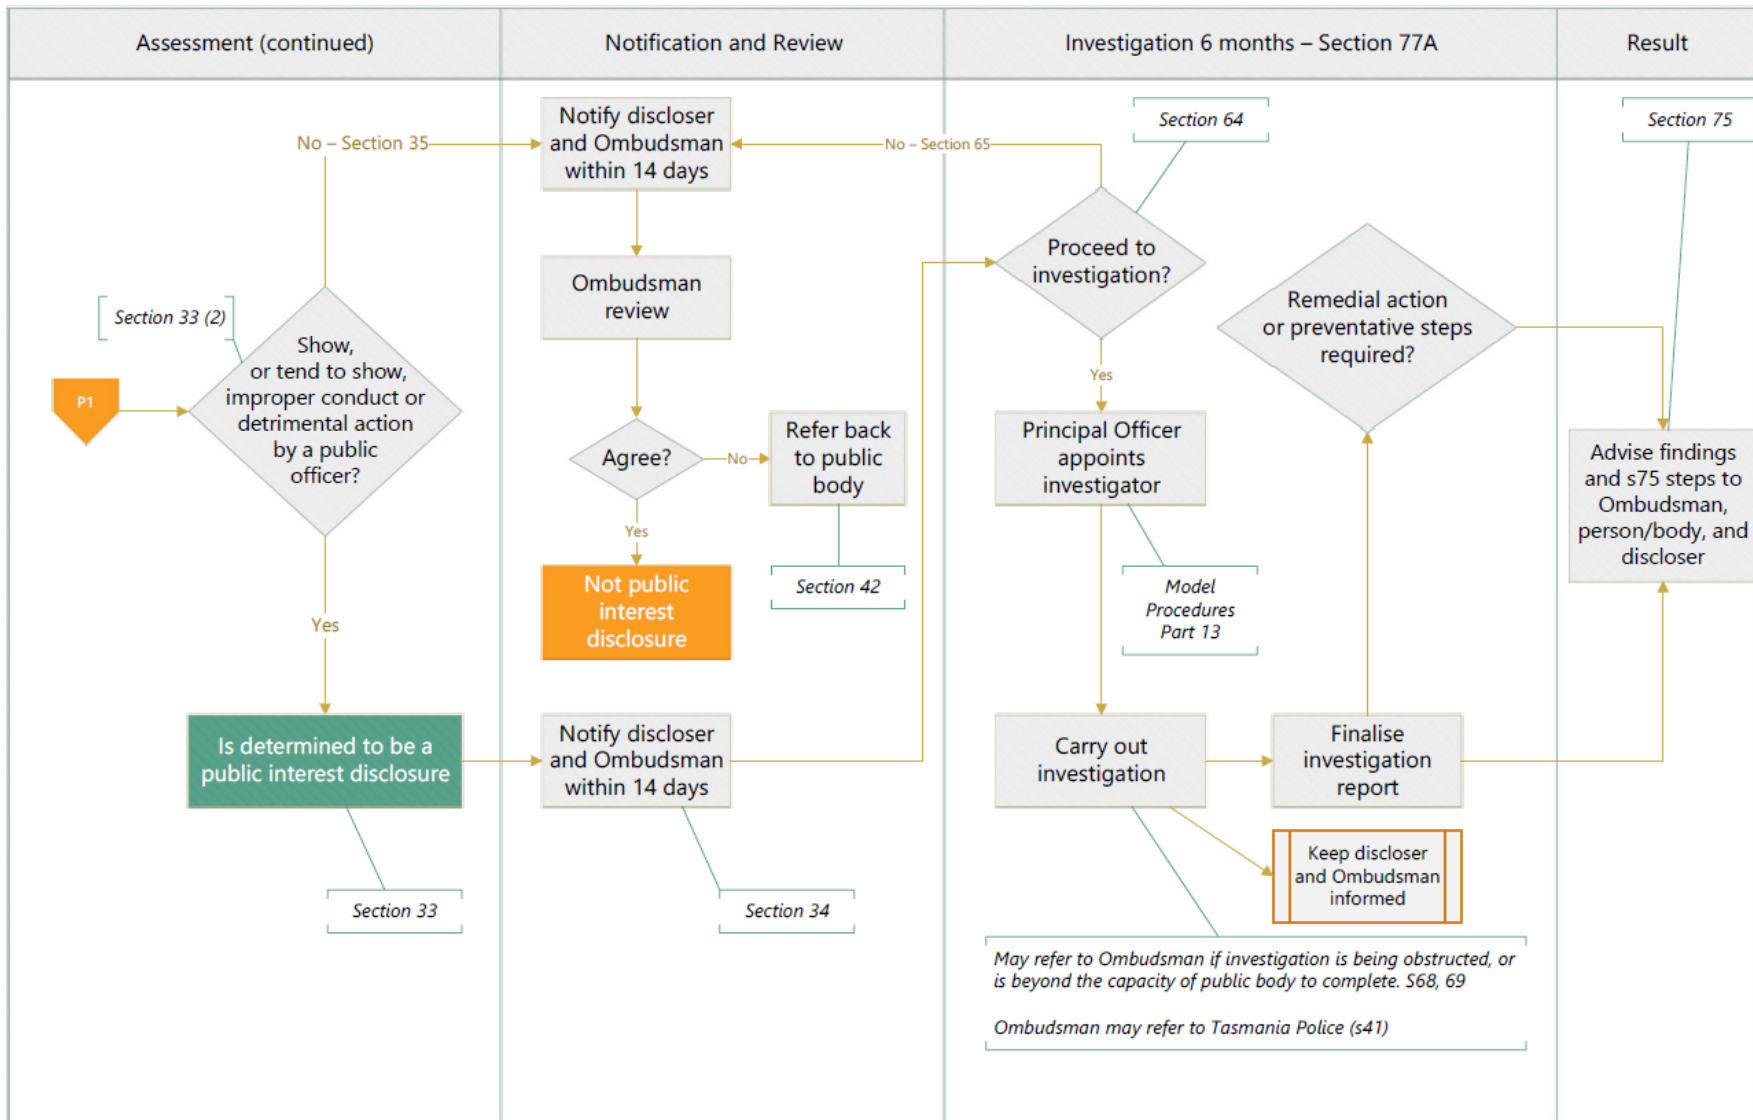 Assessment (continued)
Notification and Review
Investigation 6 months – Section 77A
Result
P1
Section 33 (2)
Show,
or tend to show,
improper conduct or
detrimental action
by a public
officer?
No – Section 35
Yes
Is determined to be a
public interest disclosure
Section 33
Notify discloser
and Ombudsman
within 14 days
Ombudsman
review
Agree?
No
Refer back
to public
body
Section 42
Yes
Not public
interest
disclosure
Notify discloser
and Ombudsman
within 14 days
Section 34
No – Section 65
Section 64
Proceed to
investigation?
Yes
Principal Officer
appoints
investigator
Model
Procedures
Part 13
Carry out
investigation
Finalise
investigation
report
Keep discloser
and Ombudsman
informed
May refer to Ombudsman if investigation is being obstructed, or
is beyond the capacity of public body to complete. S68, 69
Ombudsman may refer to Tasmania Police (s41)
Remedial action
or preventative steps
required?
Section 75
Advise findings
and s75 steps to
Ombudsman,
person/body, and
discloser